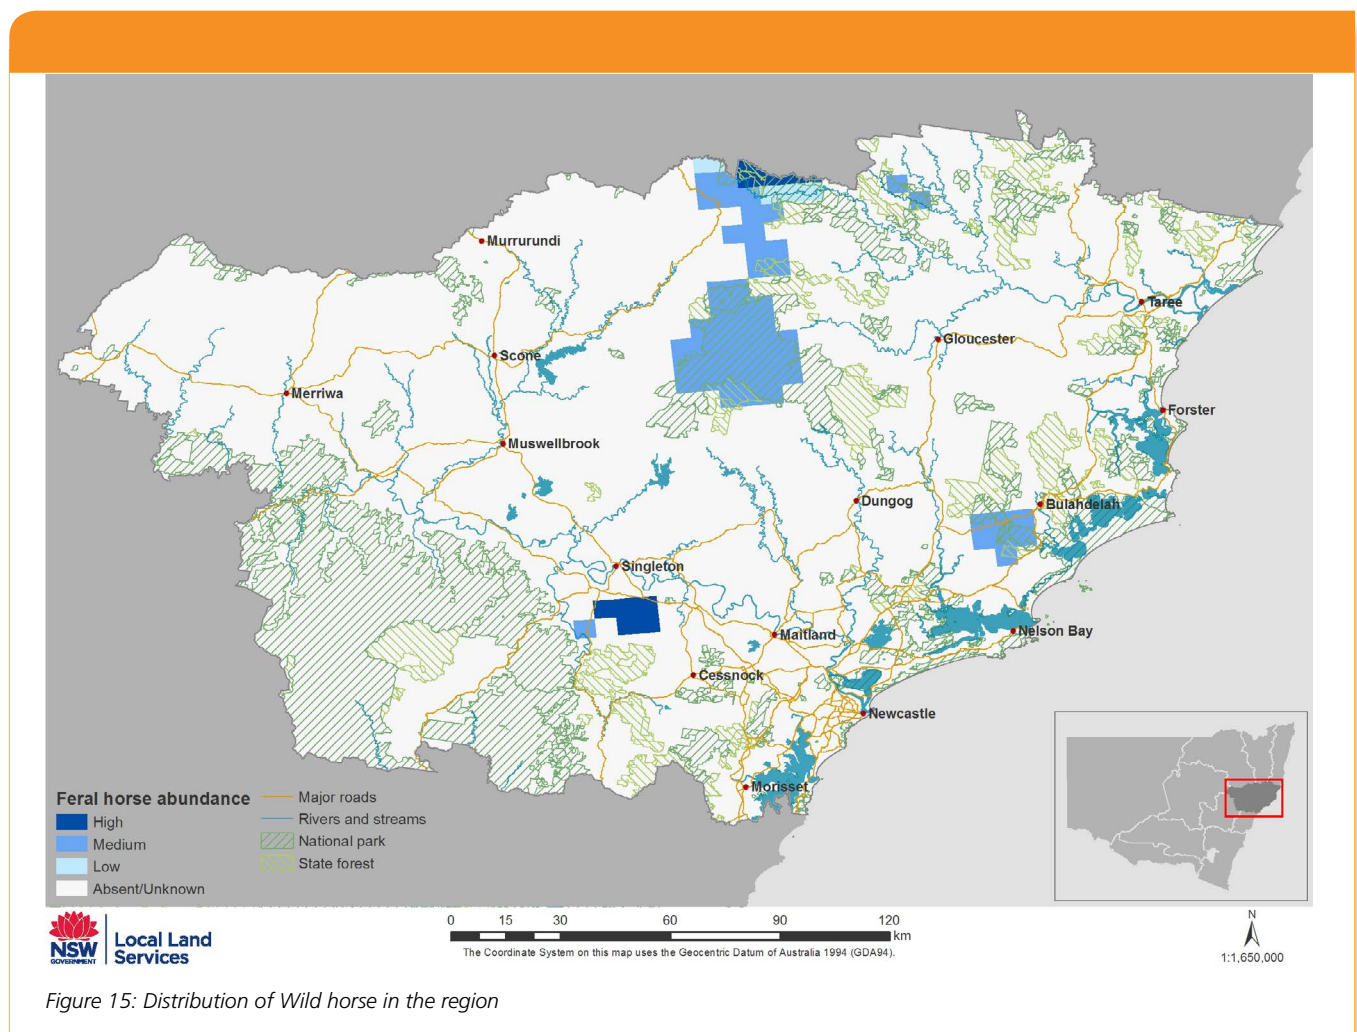 Murrurundi
Taree
Gloucester
Scone
Merriwa
Forster
Muswellbrook
Dungog
Bulahdelah
Singleton
Nelson Bay
Maitland
Cessnock
Newcastle
Morisset
Feral horse abundance
High
Medium
Low
Absent/Unknown
Major roads
Rivers and streams
National park
State forest
NSW
GOVERNMENT
Local Land
Services
0 15 30 60 90 120
km
The Coordinate System on this map uses the Geocentric Datum of Australia 1994 (GDA94).
N
1:1,650,000
Figure 15: Distribution of Wild horse in the region